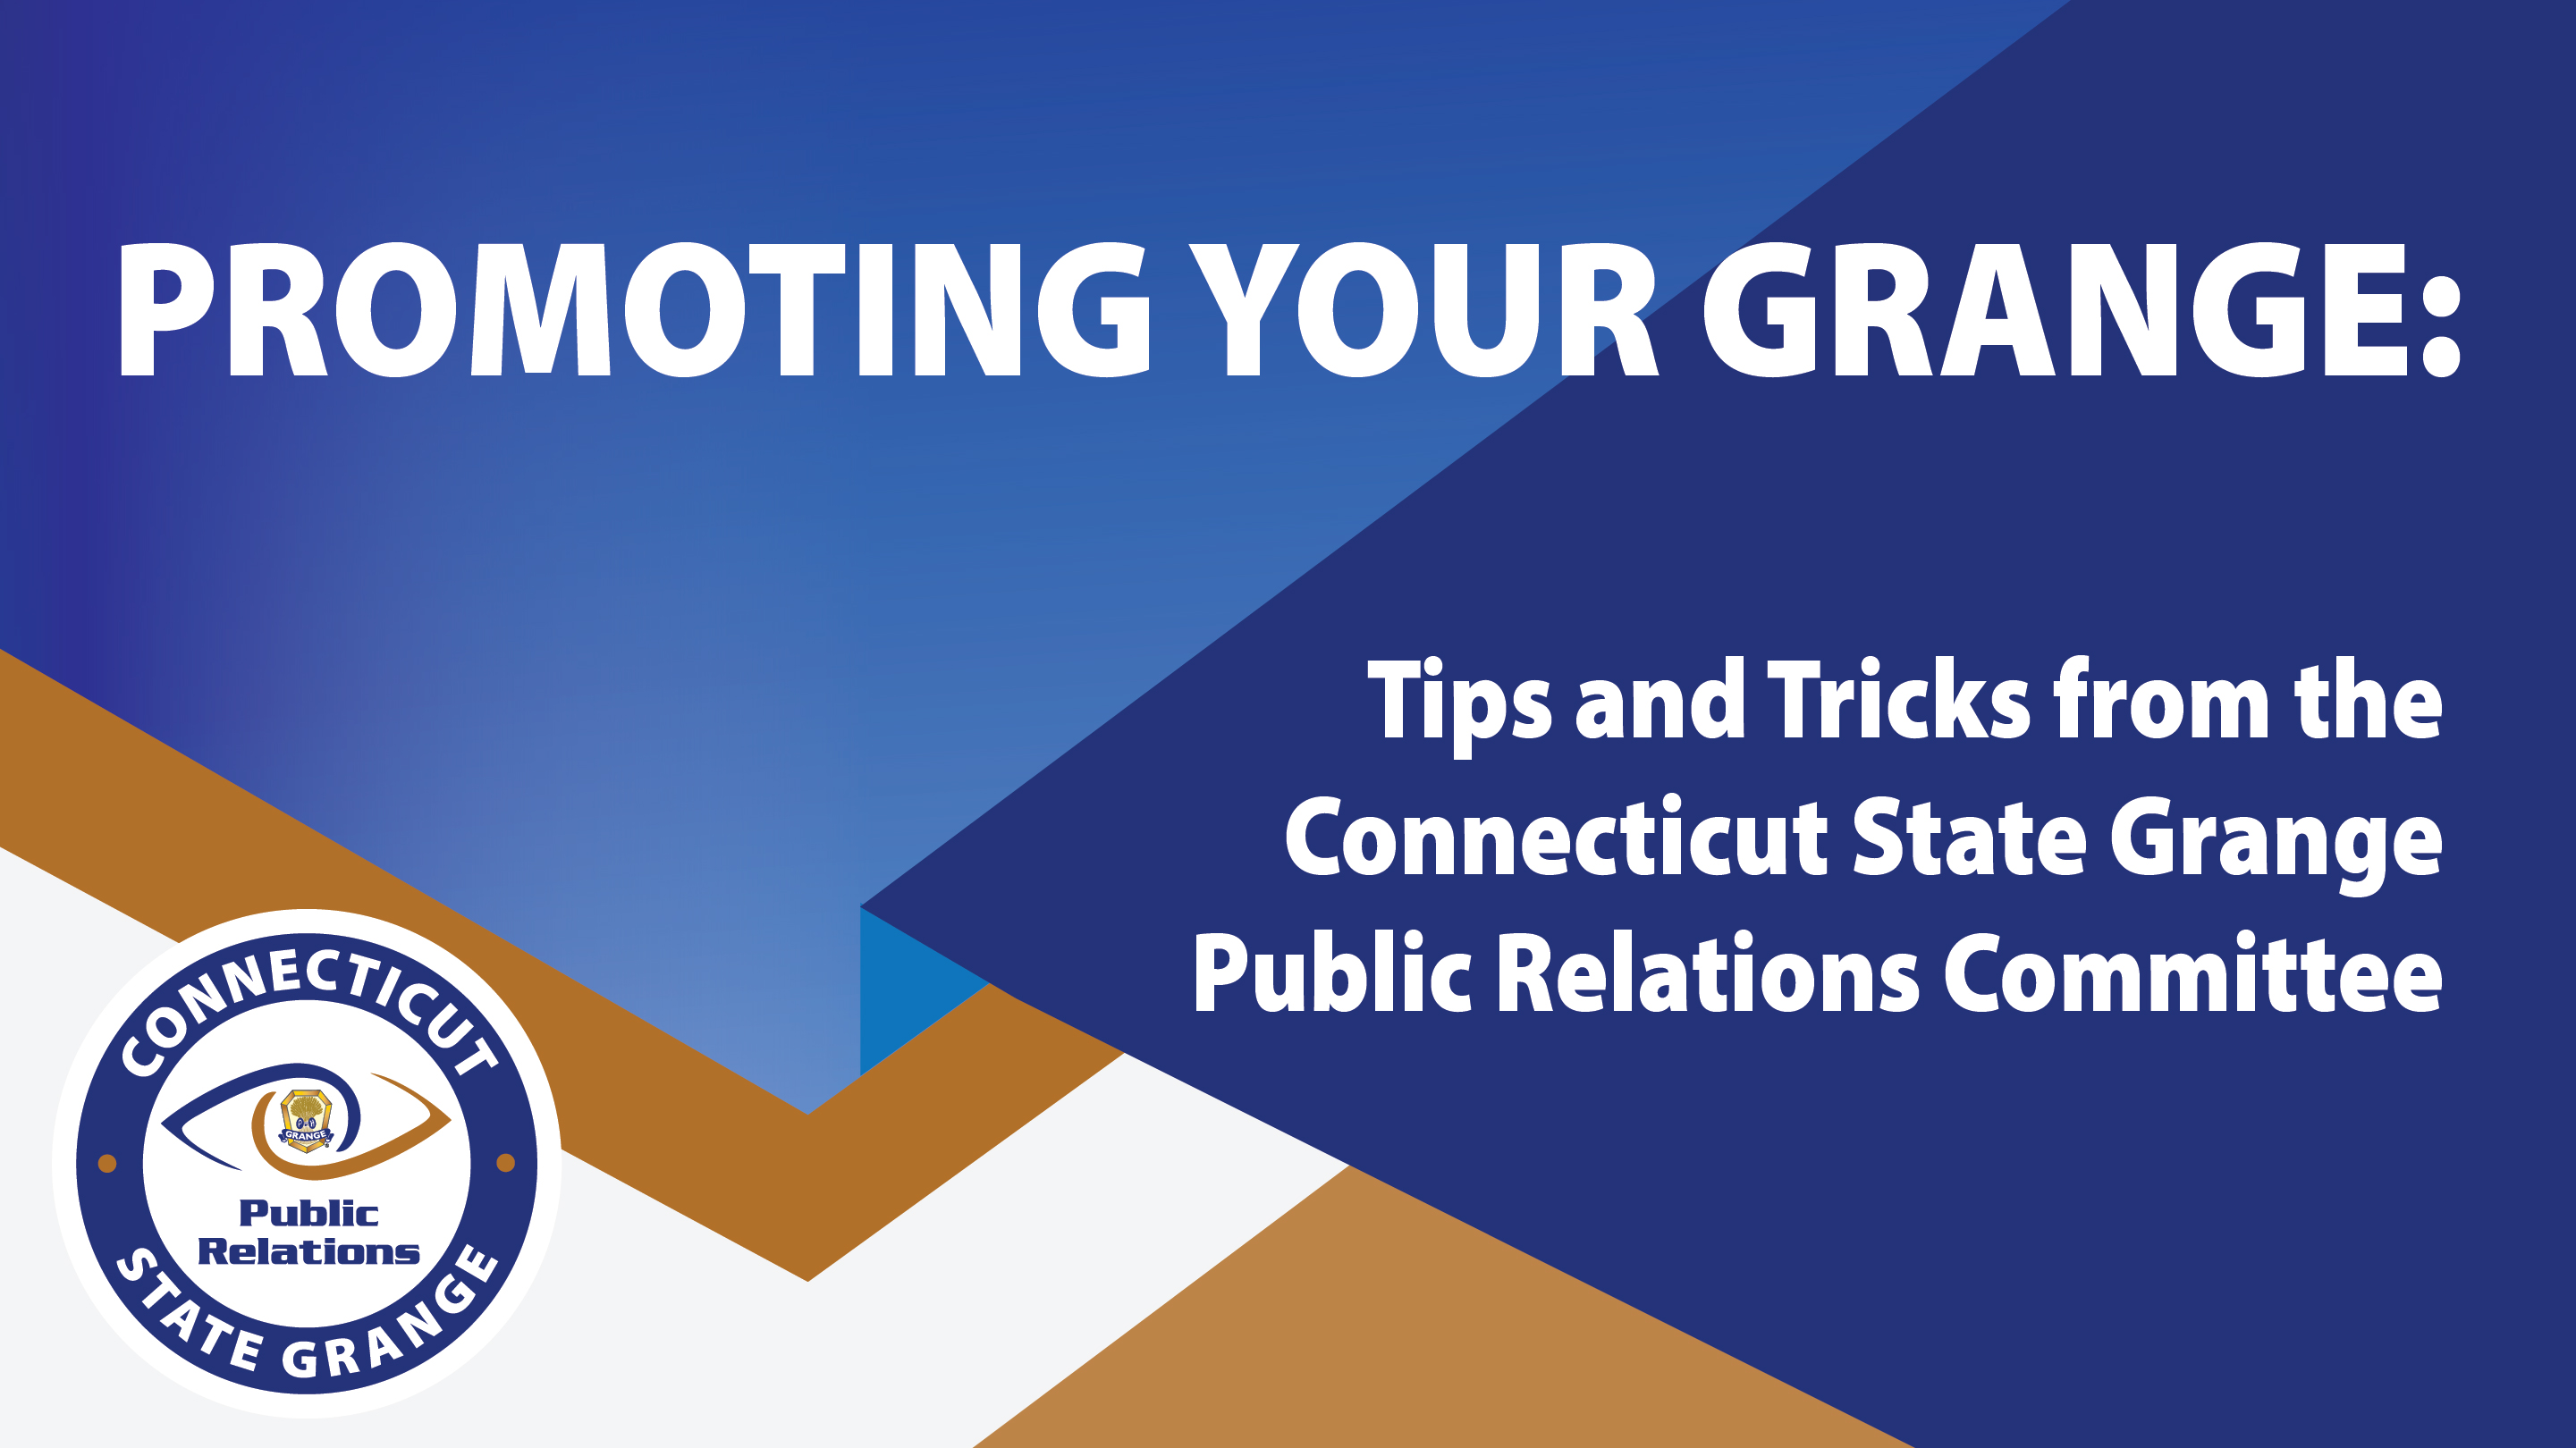 PROMOTING YOUR GRANGE:
Tips and Tricks from the
Connecticut State Grange
Public Relations Committee
CONNECTICUT
GRANGE
Public
Relations
STATE GRANGE